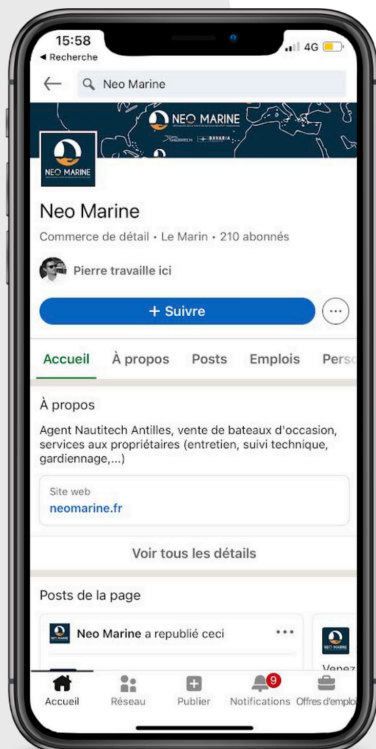 15:58
4G
◀ Recherche
Neo Marine
NEO MARINE
BAVARIA
NEO MARINE
Neo Marine
Commerce de détail • Le Marin • 210 abonnés
Pierre travaille ici
+ Suivre
Accueil À propos Posts Emplois Perso
À propos
Agent Nautitech Antilles, vente de bateaux d'occasion,
services aux propriétaires (entretien, suivi technique,
gardiennage,...)
Site web
neomarine.fr
Voir tous les détails
Posts de la page
Neo Marine a republié ceci
Venez
9
Accueil Réseau Publier Notifications Offres d'emploi